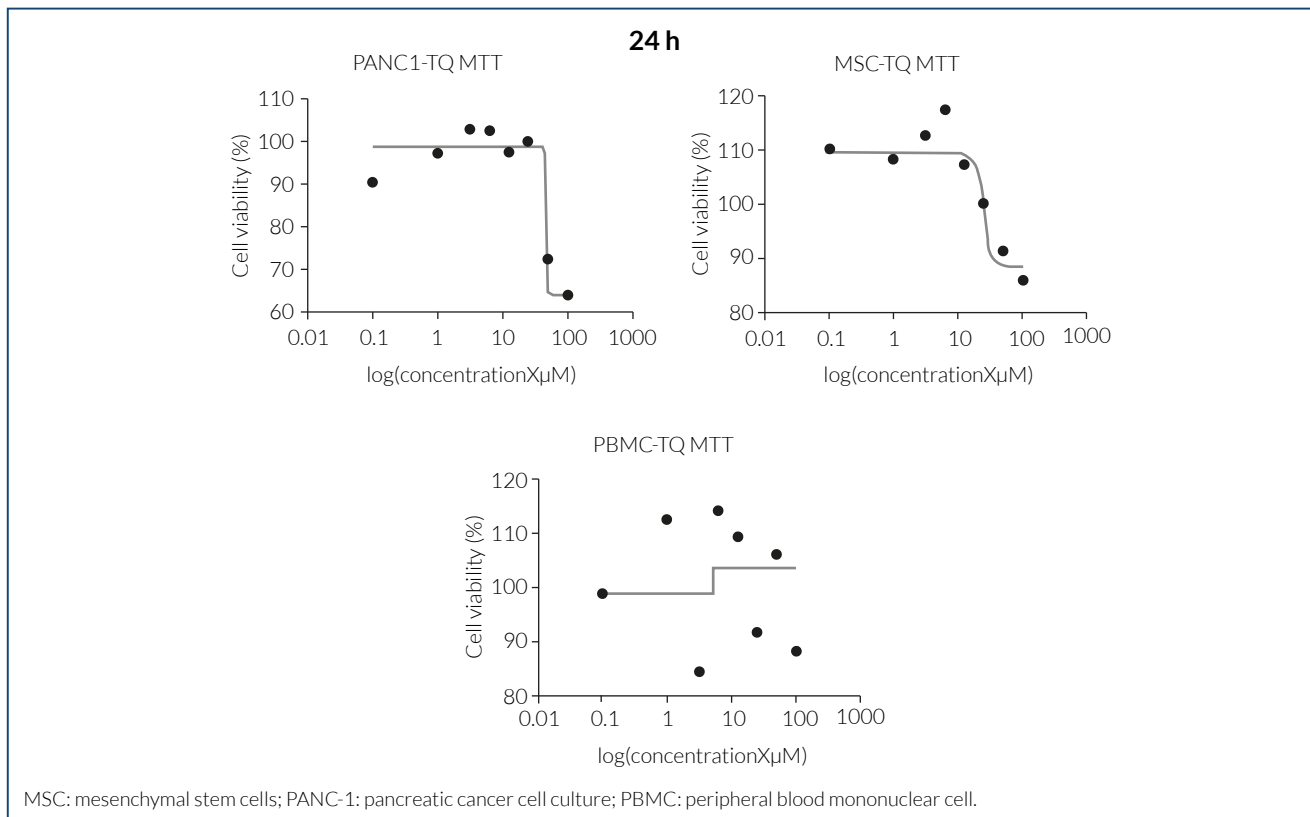 24 h
PANC1-TQ MTT
Cell viability (%)
110
100
90
80
70
60
0.01 0.1 1 10 100 1000
log(concentrationXµM)
MSC-TQ MTT
Cell viability (%)
120
110
100
90
80
0.01 0.1 1 10 100 1000
log(concentrationXµM)
PBMC-TQ MTT
Cell viability (%)
120
110
100
90
80
0.01 0.1 1 10 100 1000
log(concentrationXµM)
MSC: mesenchymal stem cells; PANC-1: pancreatic cancer cell culture; PBMC: peripheral blood mononuclear cell.